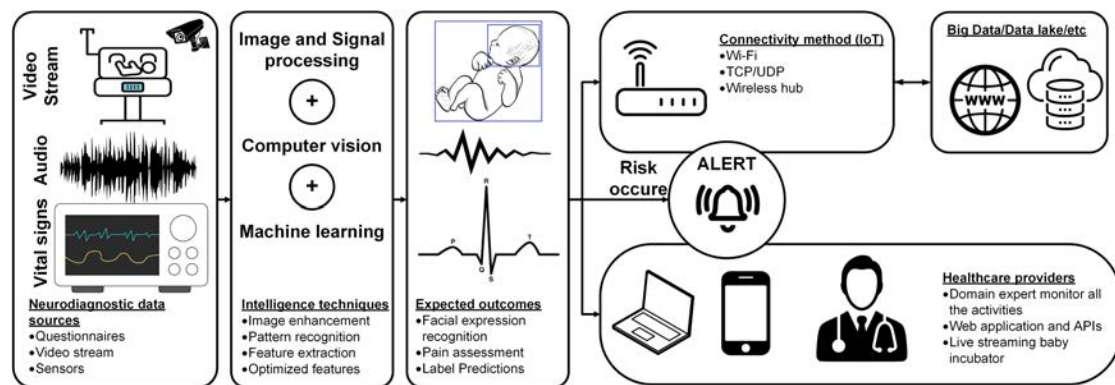 Video
Stream
Audio
Vital signs
Neurodiagnostic data
sources
•Questionnaires
•Video stream
•Sensors
Image and Signal
processing
+
Computer vision
+
Machine learning
Intelligence techniques
•Image enhancement
•Pattern recognition
•Feature extraction
•Optimized features
R
P
T
Q
S
Expected outcomes
•Facial expression
recognition
•Pain assessment
•Label Predictions
Connectivity method (IoT)
•Wi-Fi
•TCP/UDP
•Wireless hub
Big Data/Data lake/etc
WWW
Risk
occure
ALERT
Healthcare providers
•Domain expert monitor all
the activities
•Web application and APIs
•Live streaming baby
incubator